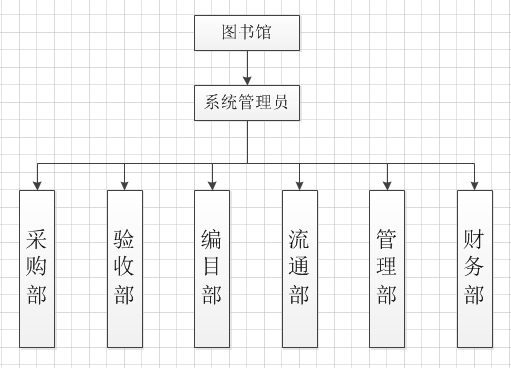 图书馆
系统管理员
采购部
验收部
编目部
流通部
管理部
财务部